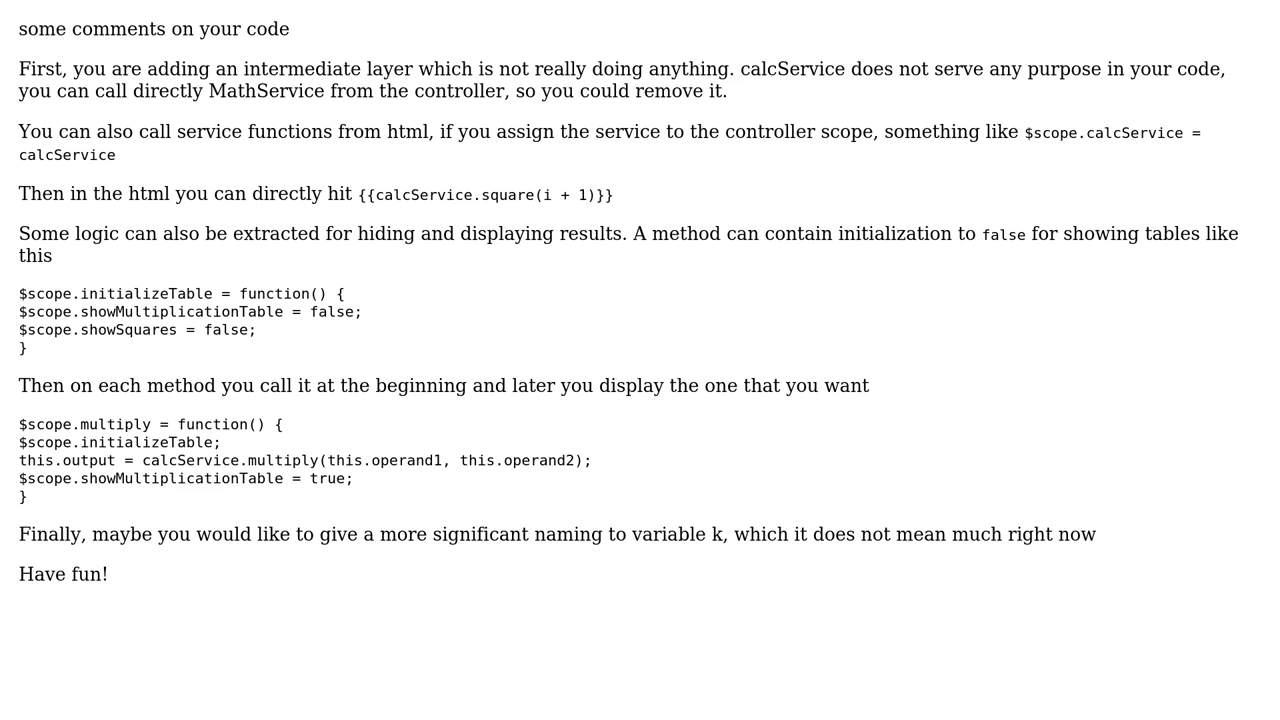 some comments on your code
First, you are adding an intermediate layer which is not really doing anything. calcService does not serve any purpose in your code,
you can call directly MathService from the controller, so you could remove it.
You can also call service functions from html, if you assign the service to the controller scope, something like $scope.calcService =
calcService
Then in the html you can directly hit {{calcService.square(i + 1)}}
Some logic can also be extracted for hiding and displaying results. A method can contain initialization to false for showing tables like
this
$scope.initializeTable = function() {
$scope.showMultiplicationTable = false;
$scope.showSquares = false;
}
Then on each method you call it at the beginning and later you display the one that you want
$scope.multiply = function() {
$scope.initializeTable;
this.output = calcService.multiply(this.operand1, this.operand2);
$scope.showMultiplicationTable = true;
}
Finally, maybe you would like to give a more significant naming to variable k, which it does not mean much right now
Have fun!